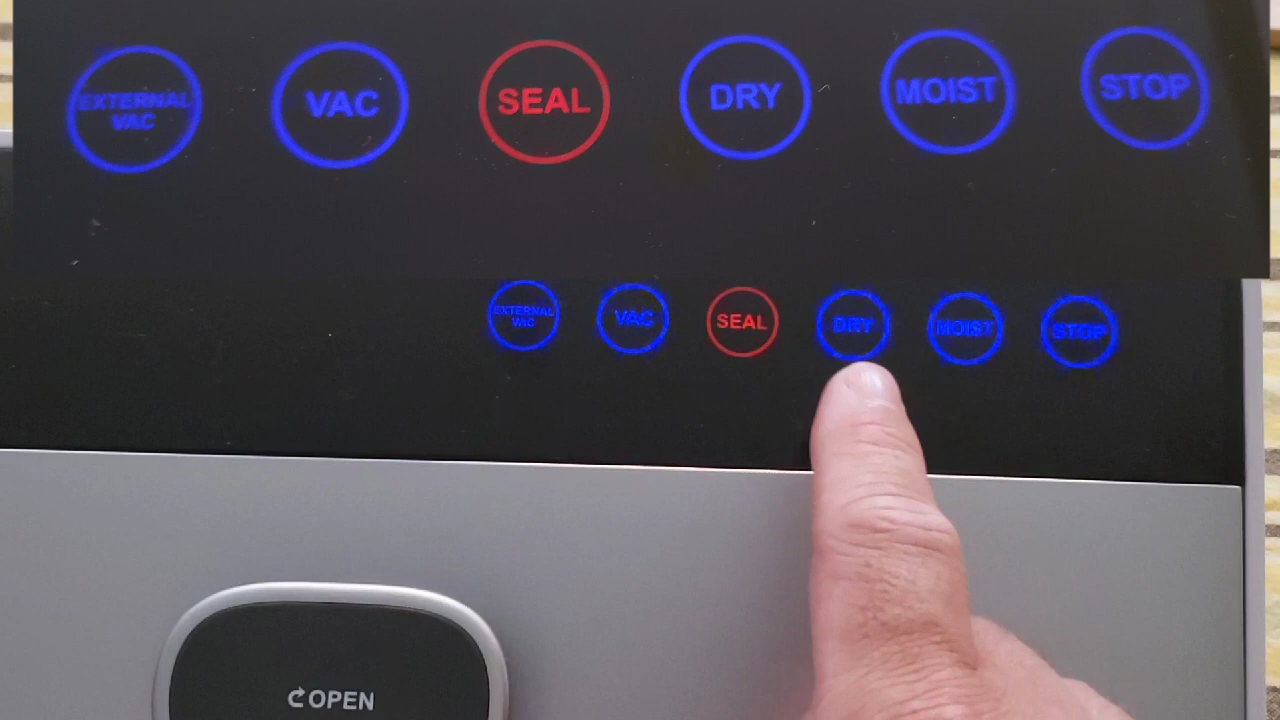 EXTERNAL
VAC
VAC
SEAL
DRY
MOIST
STOP
EXTERNAL
VAC
VAC
SEAL
DRY
MOIST
STOP
OPEN